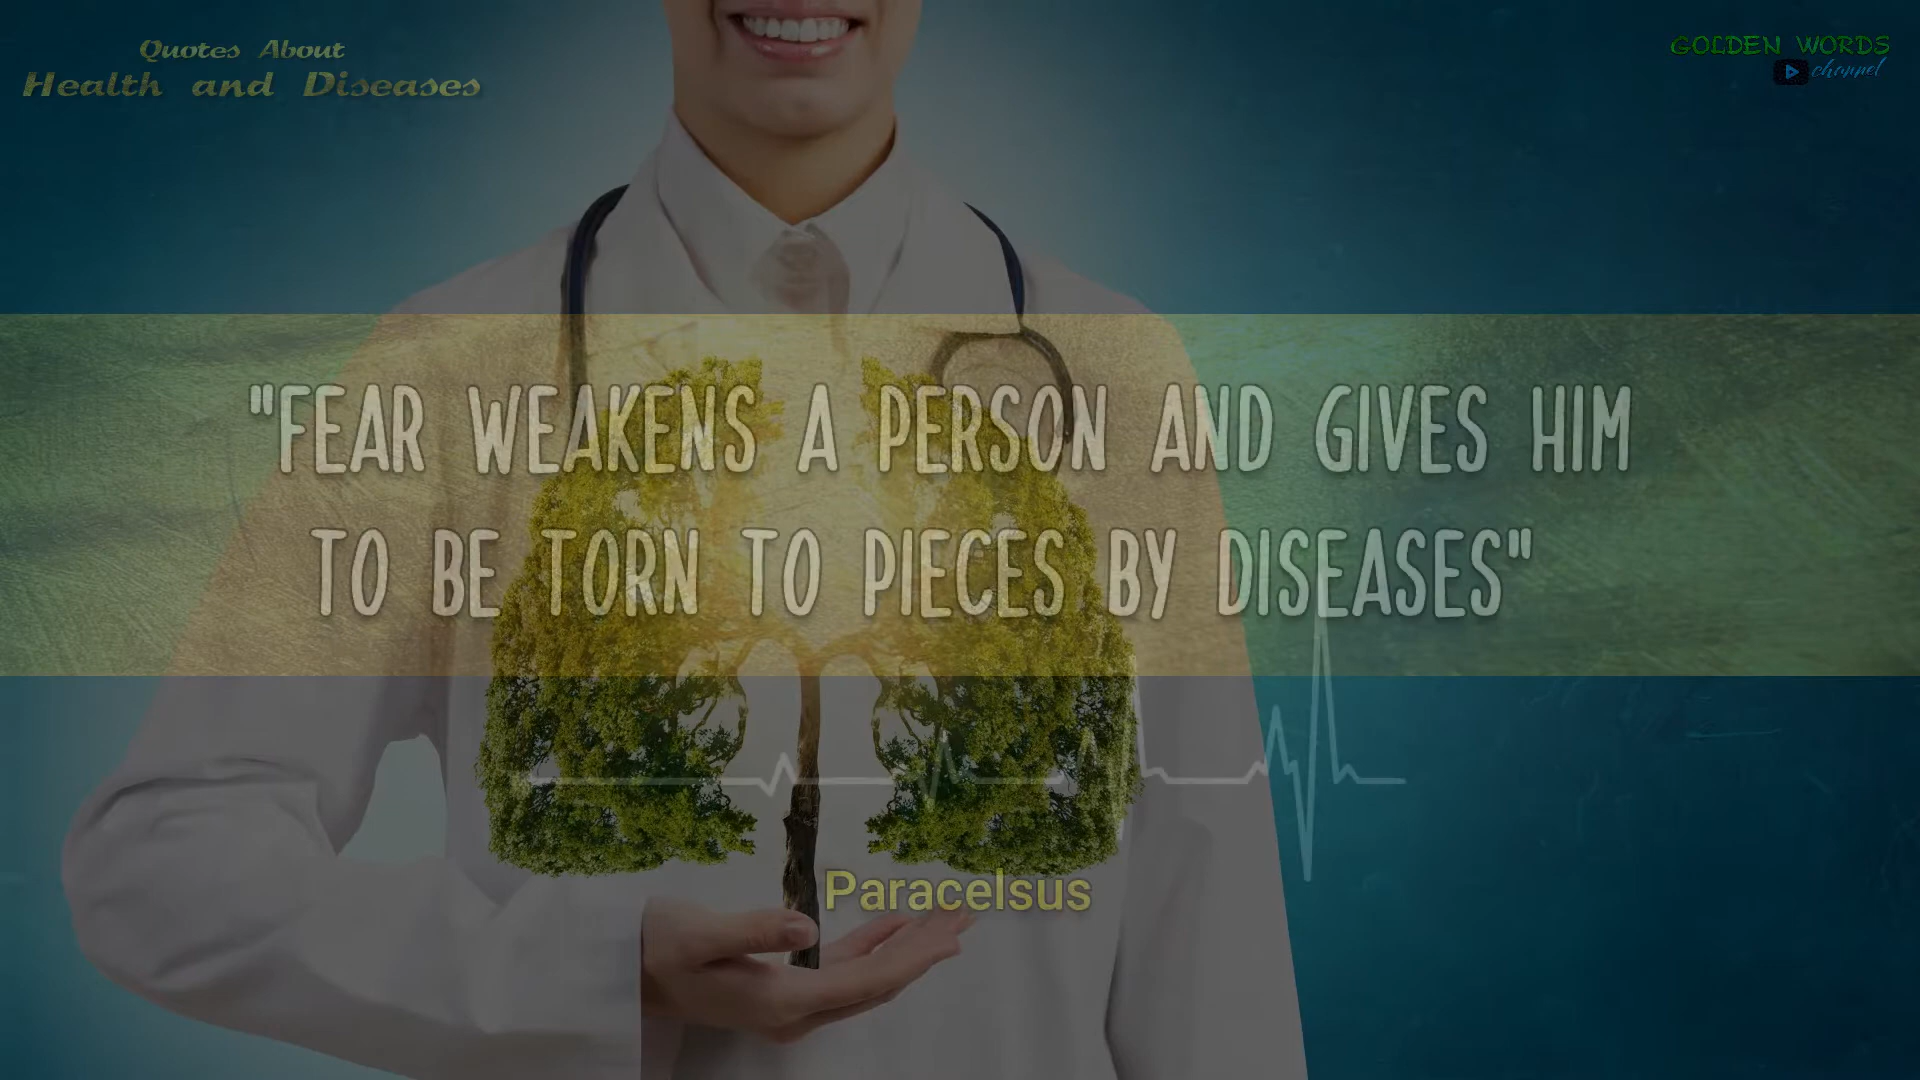 Quotes About
Health and Diseases
GOLDEN WORDS
channel
"FEAR WEAKENS A PERSON AND GIVES HIM
TO BE TORN TO PIECES BY DISEASES"
Paracelsus